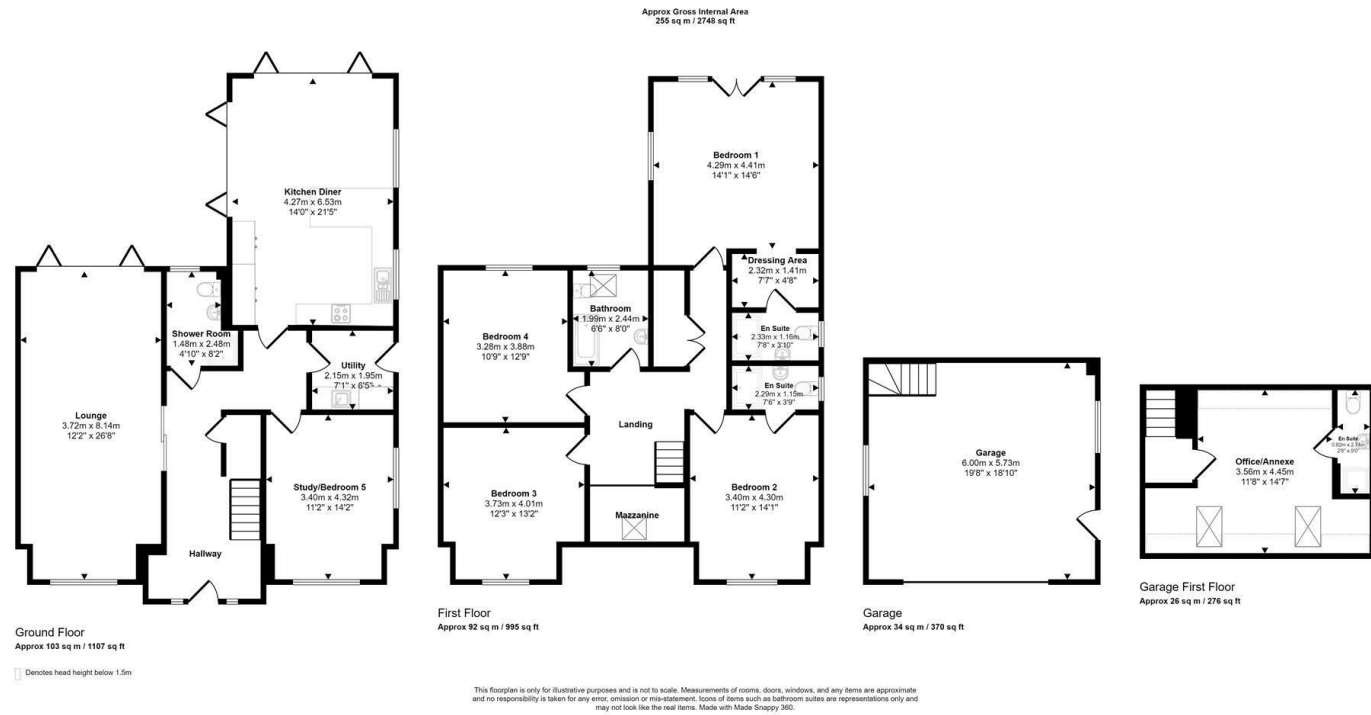 Approx Gross Internal Area
255 sq m / 2748 sq ft
Kitchen Diner
4.27m x 6.53m
14'0" x 21'5"
Shower Room
1.48m x 2.48m
4'10" x 8'2"
Utility
2.15m x 1.95m
7'1" x 6'5"
Lounge
3.72m x 8.14m
12'2" x 26'8"
Study/Bedroom 5
3.40m x 4.32m
11'2" x 14'2"
Hallway
Ground Floor
Approx 103 sq m / 1107 sq ft
Denotes head height below 1.5m
Bedroom 1
4.29m x 4.41m
14'1" x 14'6"
Dressing Area
2.32m x 1.41m
7'7" x 4'8"
Bathroom
1.99m x 2.44m
6'6" x 8'0"
En Suite
2.33m x 1.16m
7'8" x 3'10"
Bedroom 4
3.28m x 3.88m
10'9" x 12'9"
En Suite
2.29m x 1.15m
7'6" x 3'9"
Landing
Bedroom 3
3.73m x 4.01m
12'3" x 13'2"
Bedroom 2
3.40m x 4.30m
11'2" x 14'1"
Mazzanine
First Floor
Approx 92 sq m / 995 sq ft
Garage
6.00m x 5.73m
19'8" x 18'10"
Garage
Approx 34 sq m / 370 sq ft
En Suite
Office/Annexe
3.56m x 4.45m
11'8" x 14'7"
Garage First Floor
Approx 26 sq m / 276 sq ft
This floorplan is only for illustrative purposes and is not to scale. Measurements of rooms, doors, windows, and any items are approximate
and no responsibility is taken for any error, omission or mis-statement. Icons of items such as bathroom suites are representations only and
may not look like the real items. Made with Made Snappy 360.